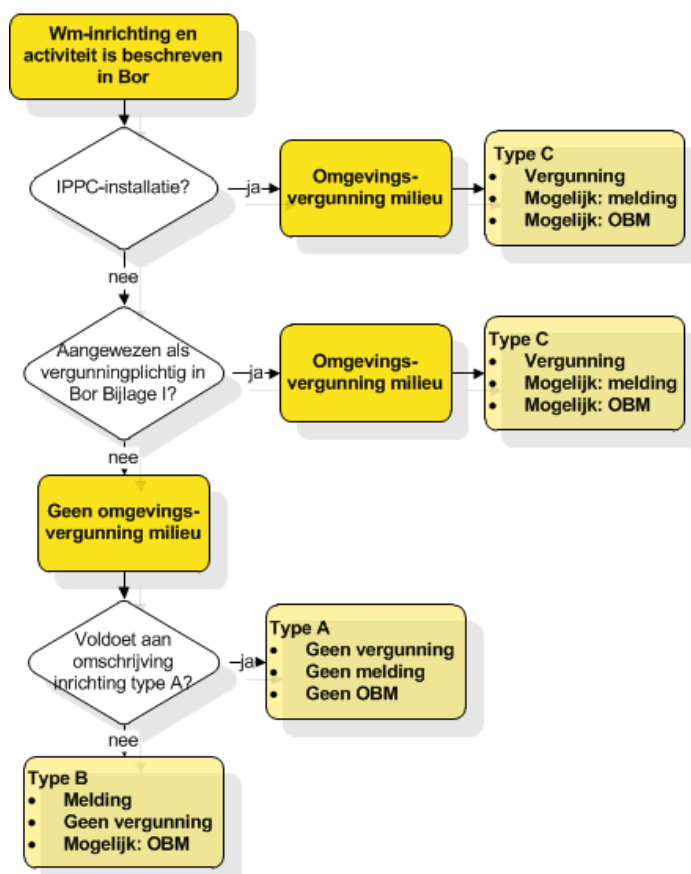 Wm-inrichting en
activiteit is beschreven
in Bor
IPPC-installatie?
ja
Omgevings-
vergunning milieu
Type C
• Vergunning
• Mogelijk: melding
• Mogelijk: OBM
nee
Aangewezen als
vergunningplichtig in
Bor Bijlage I?
ja
Omgevings-
vergunning milieu
Type C
• Vergunning
• Mogelijk: melding
• Mogelijk: OBM
nee
Geen omgevings-
vergunning milieu
Voldoet aan
omschrijving
inrichting type A?
ja
Type A
• Geen vergunning
• Geen melding
• Geen OBM
nee
Type B
• Melding
• Geen vergunning
• Mogelijk: OBM